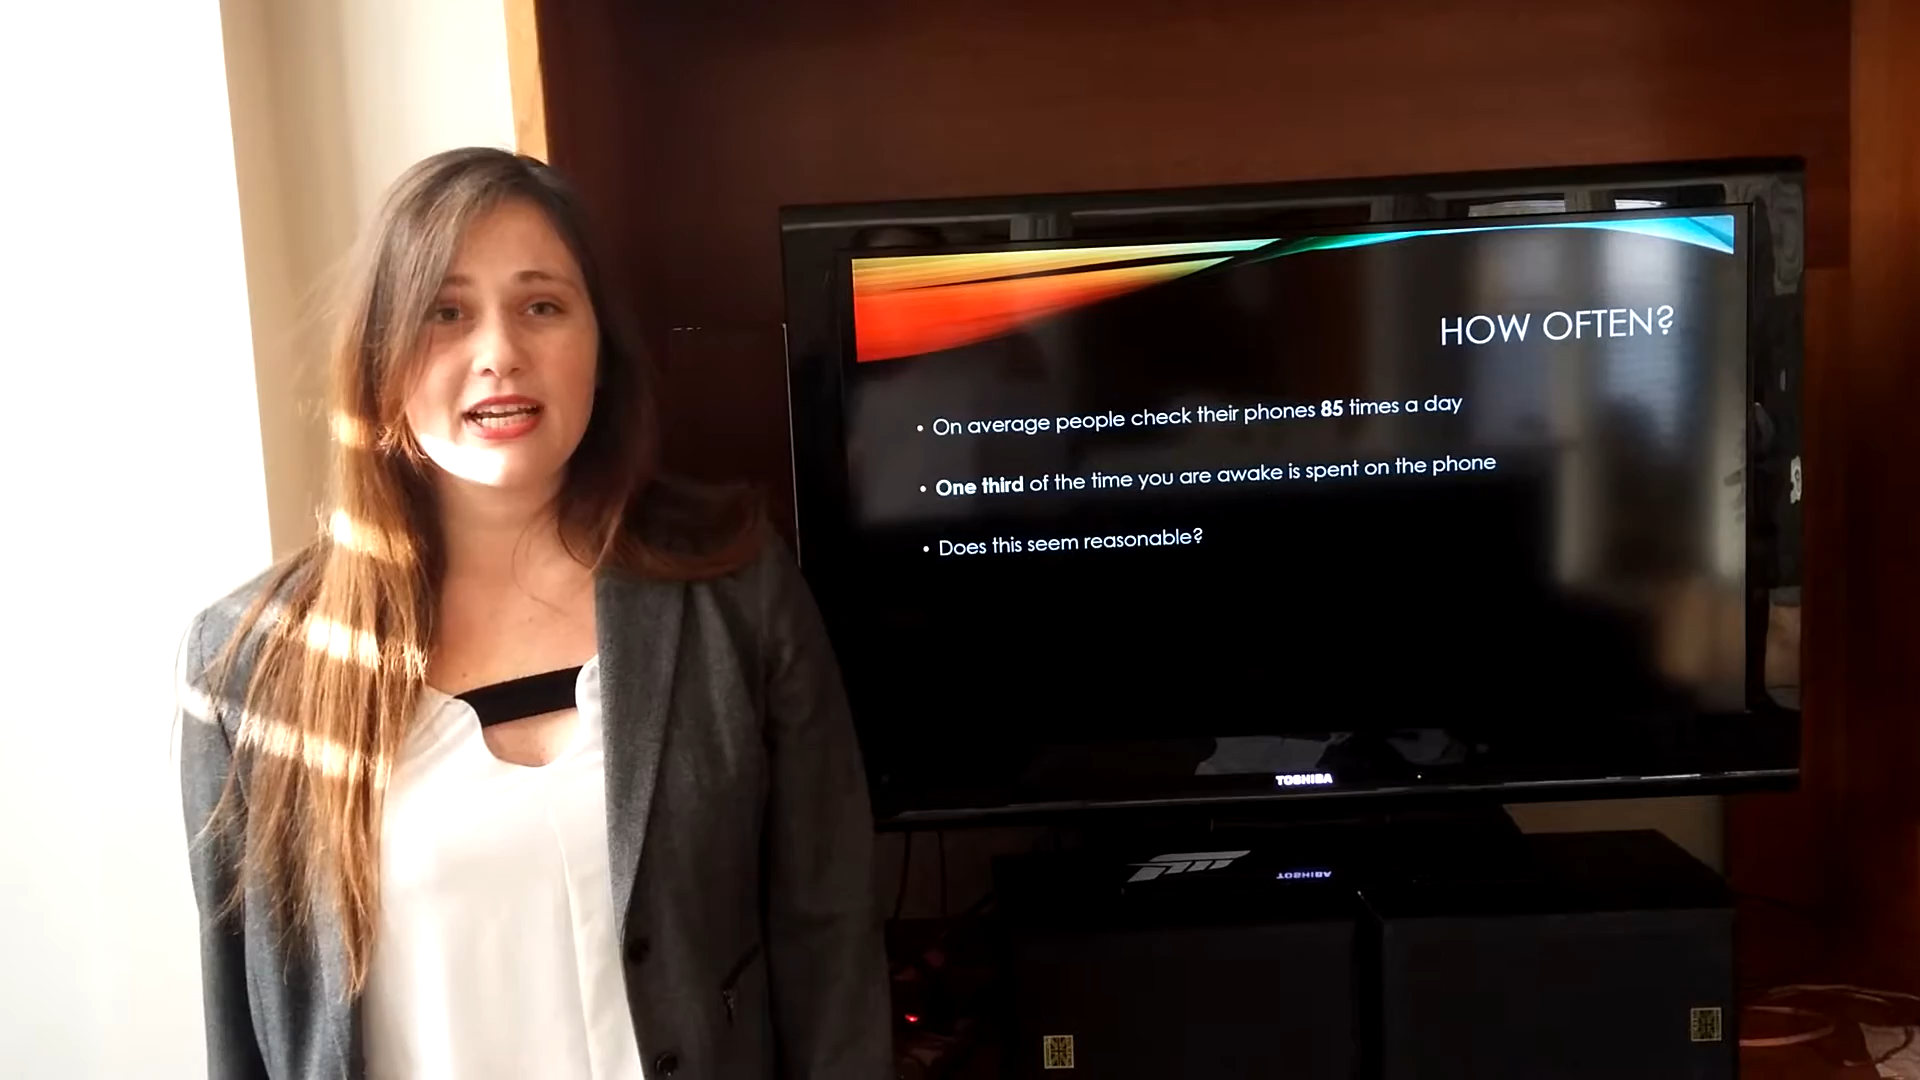 HOW OFTEN?
• On average people check their phones 85 times a day
• One third of the time you are awake is spent on the phone
• Does this seem reasonable?
TOSHIBA